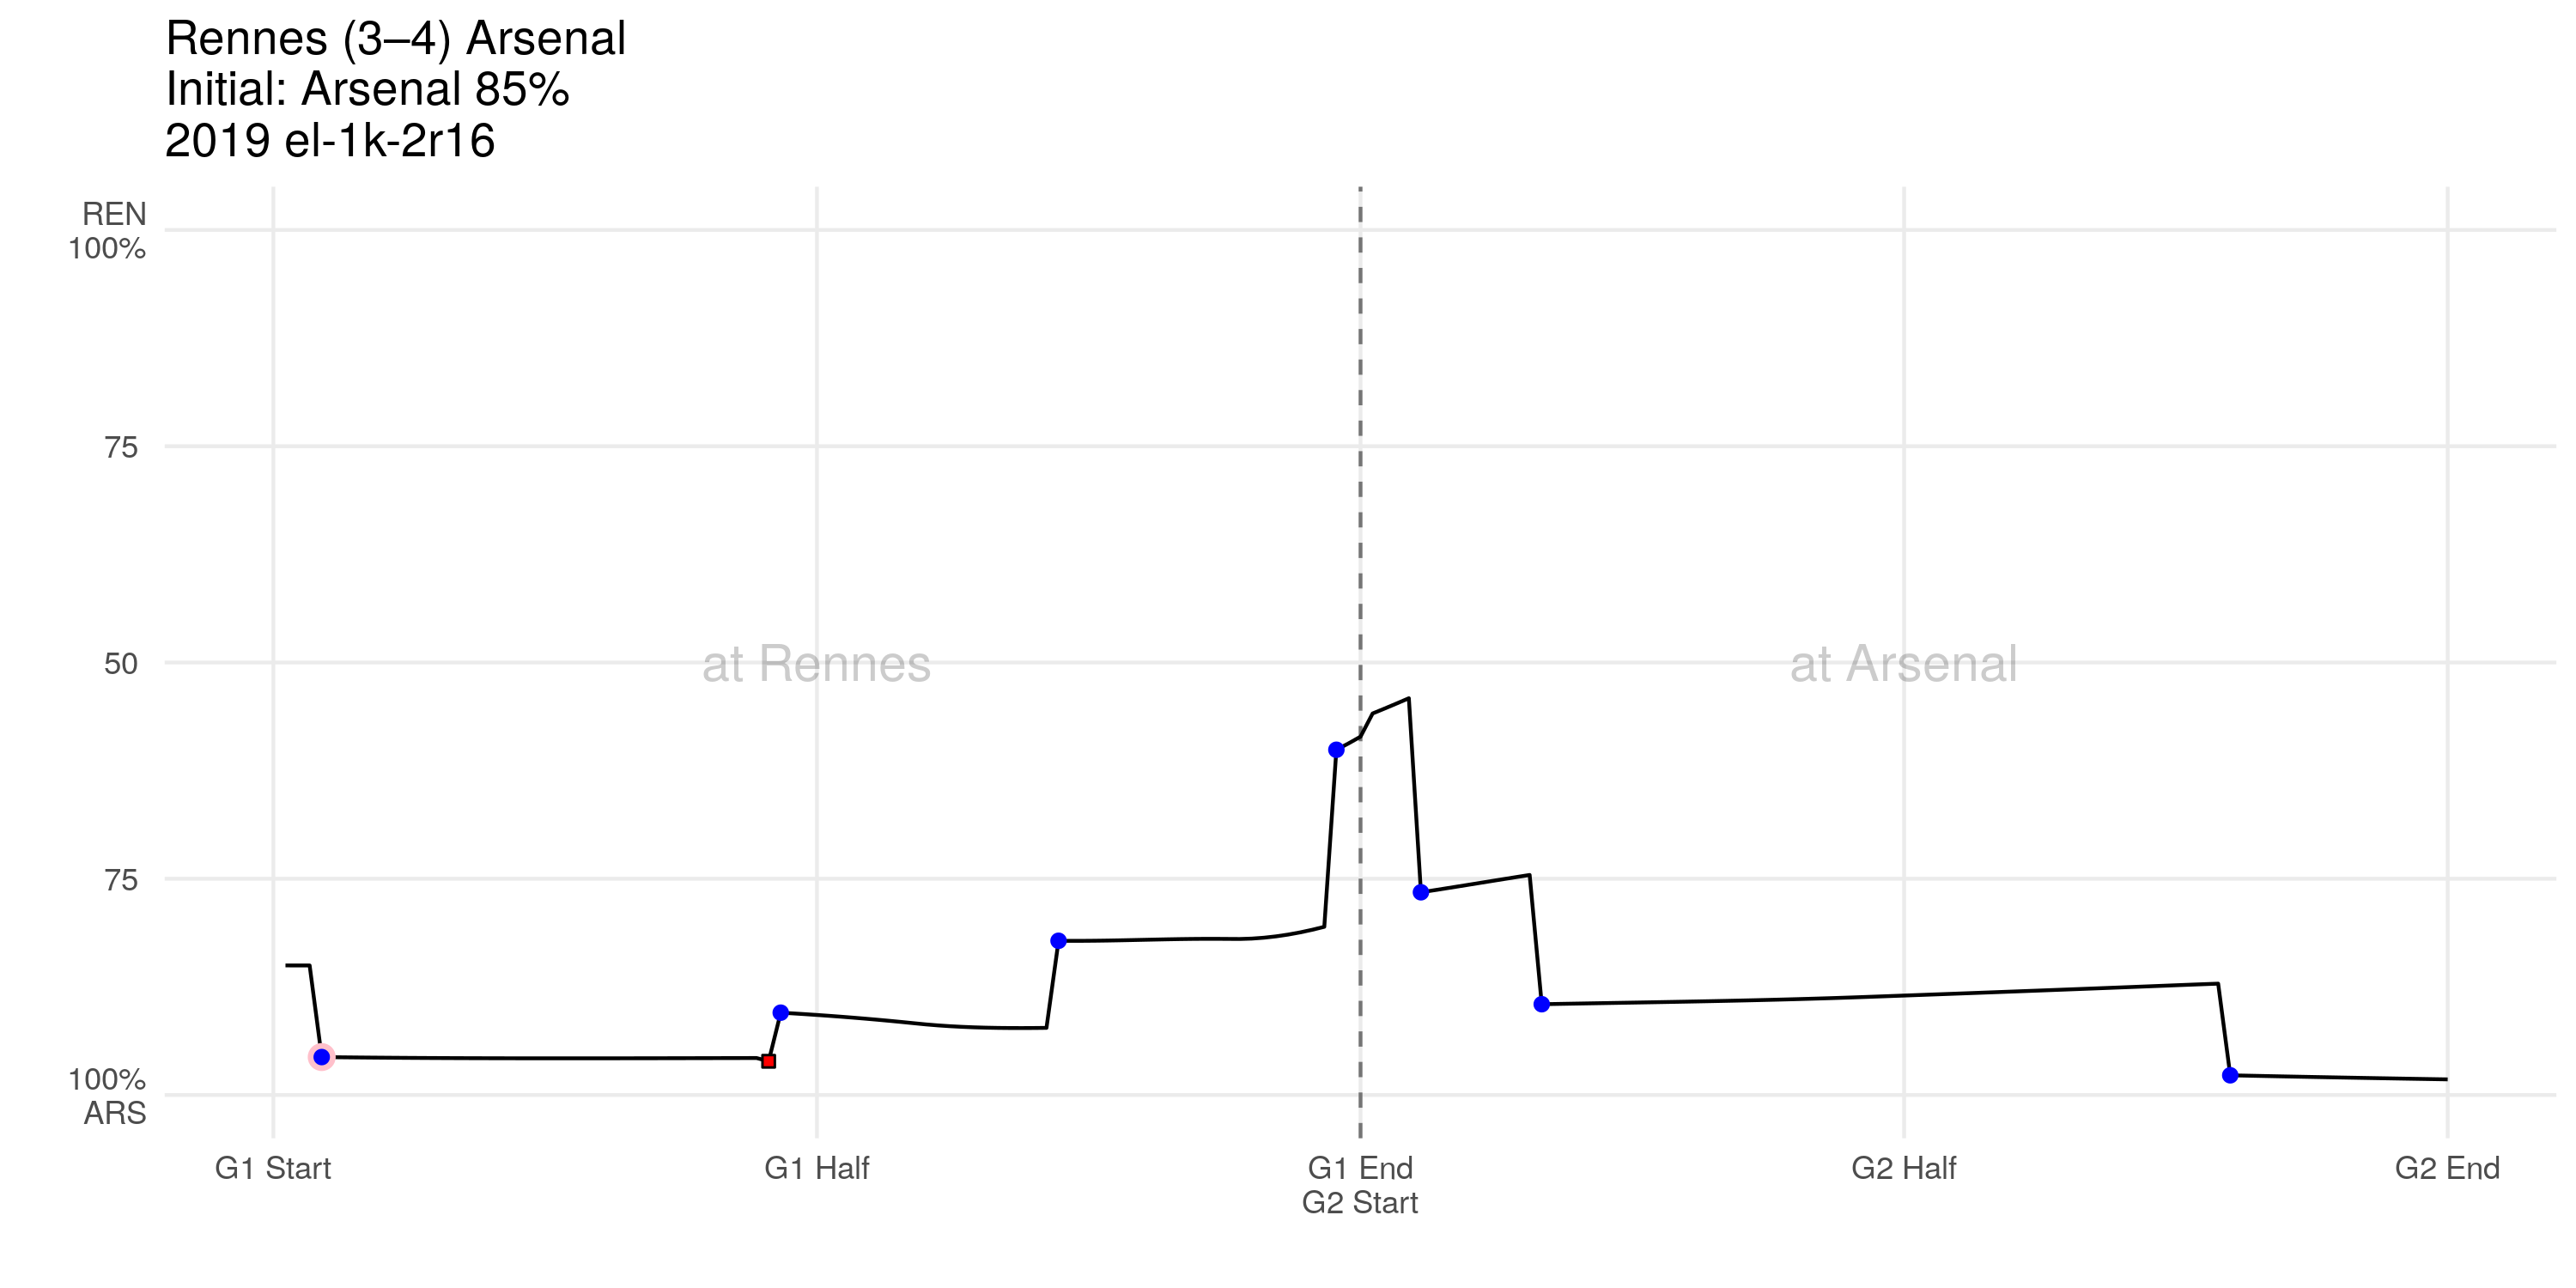 Rennes (3–4) Arsenal
Initial: Arsenal 85%
2019 el-1k-2r16
REN
100%
75
50
at Rennes
at Arsenal
75
100%
ARS
G1 Start
G1 Half
G1 End
G2 Start
G2 Half
G2 End